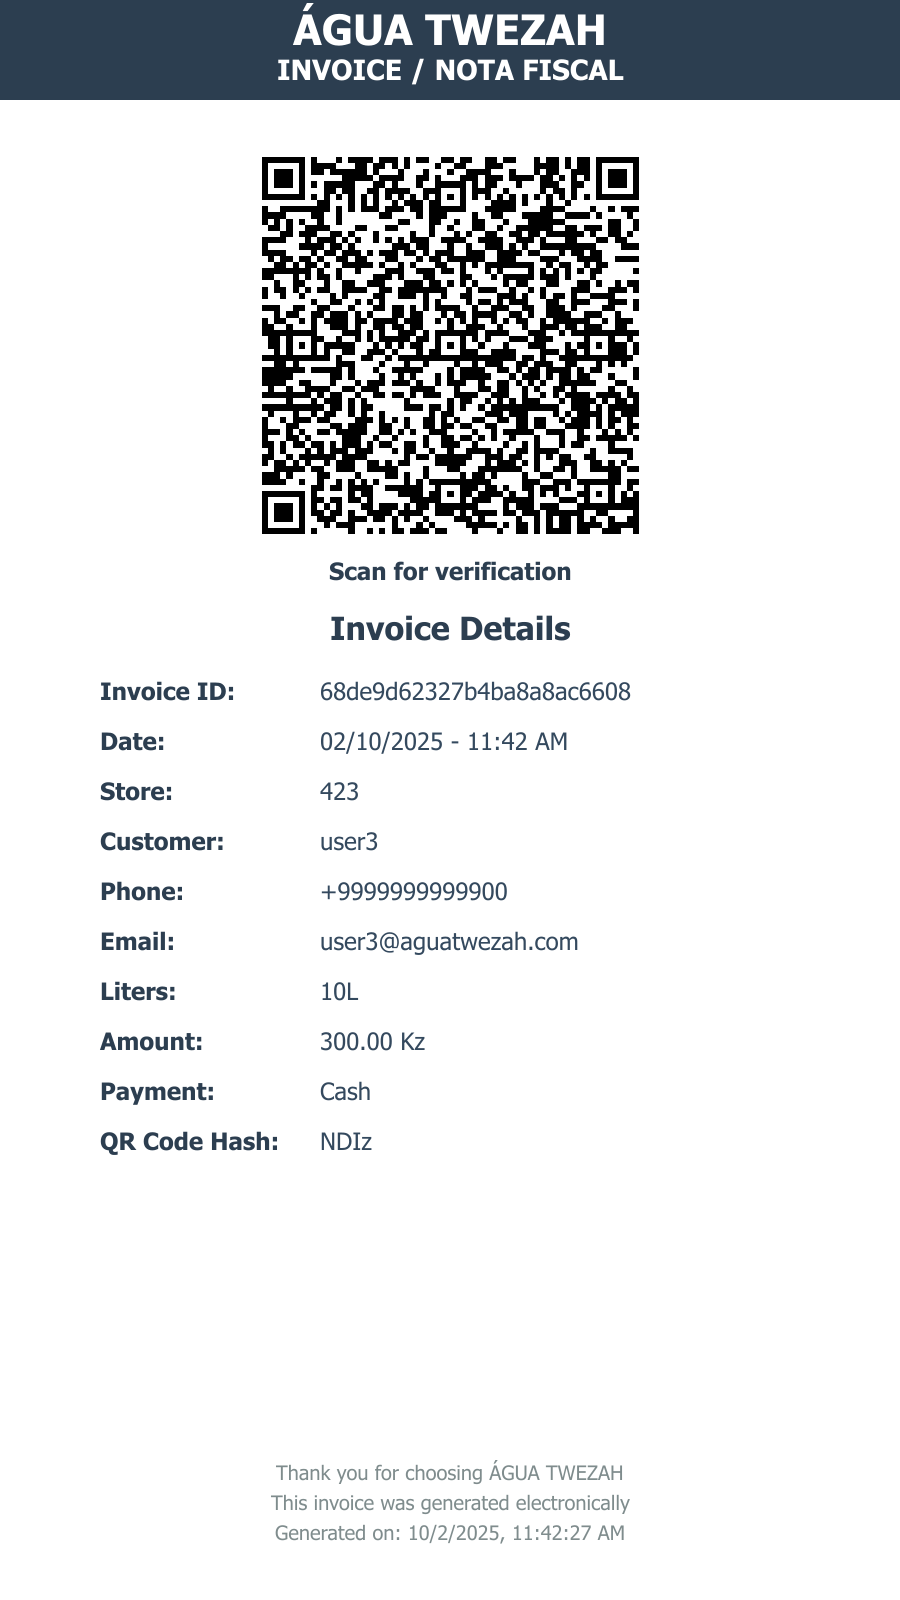 ÁGUA TWEZAH
INVOICE / NOTA FISCAL
Scan for verification
Invoice Details
Invoice ID: 68de9d62327b4ba8a8ac6608
Date: 02/10/2025 - 11:42 AM
Store: 423
Customer: user3
Phone: +9999999999900
Email: user3@aguatwezah.com
Liters: 10L
Amount: 300.00 Kz
Payment: Cash
QR Code Hash: NDIz
Thank you for choosing ÁGUA TWEZAH
This invoice was generated electronically
Generated on: 10/2/2025, 11:42:27 AM